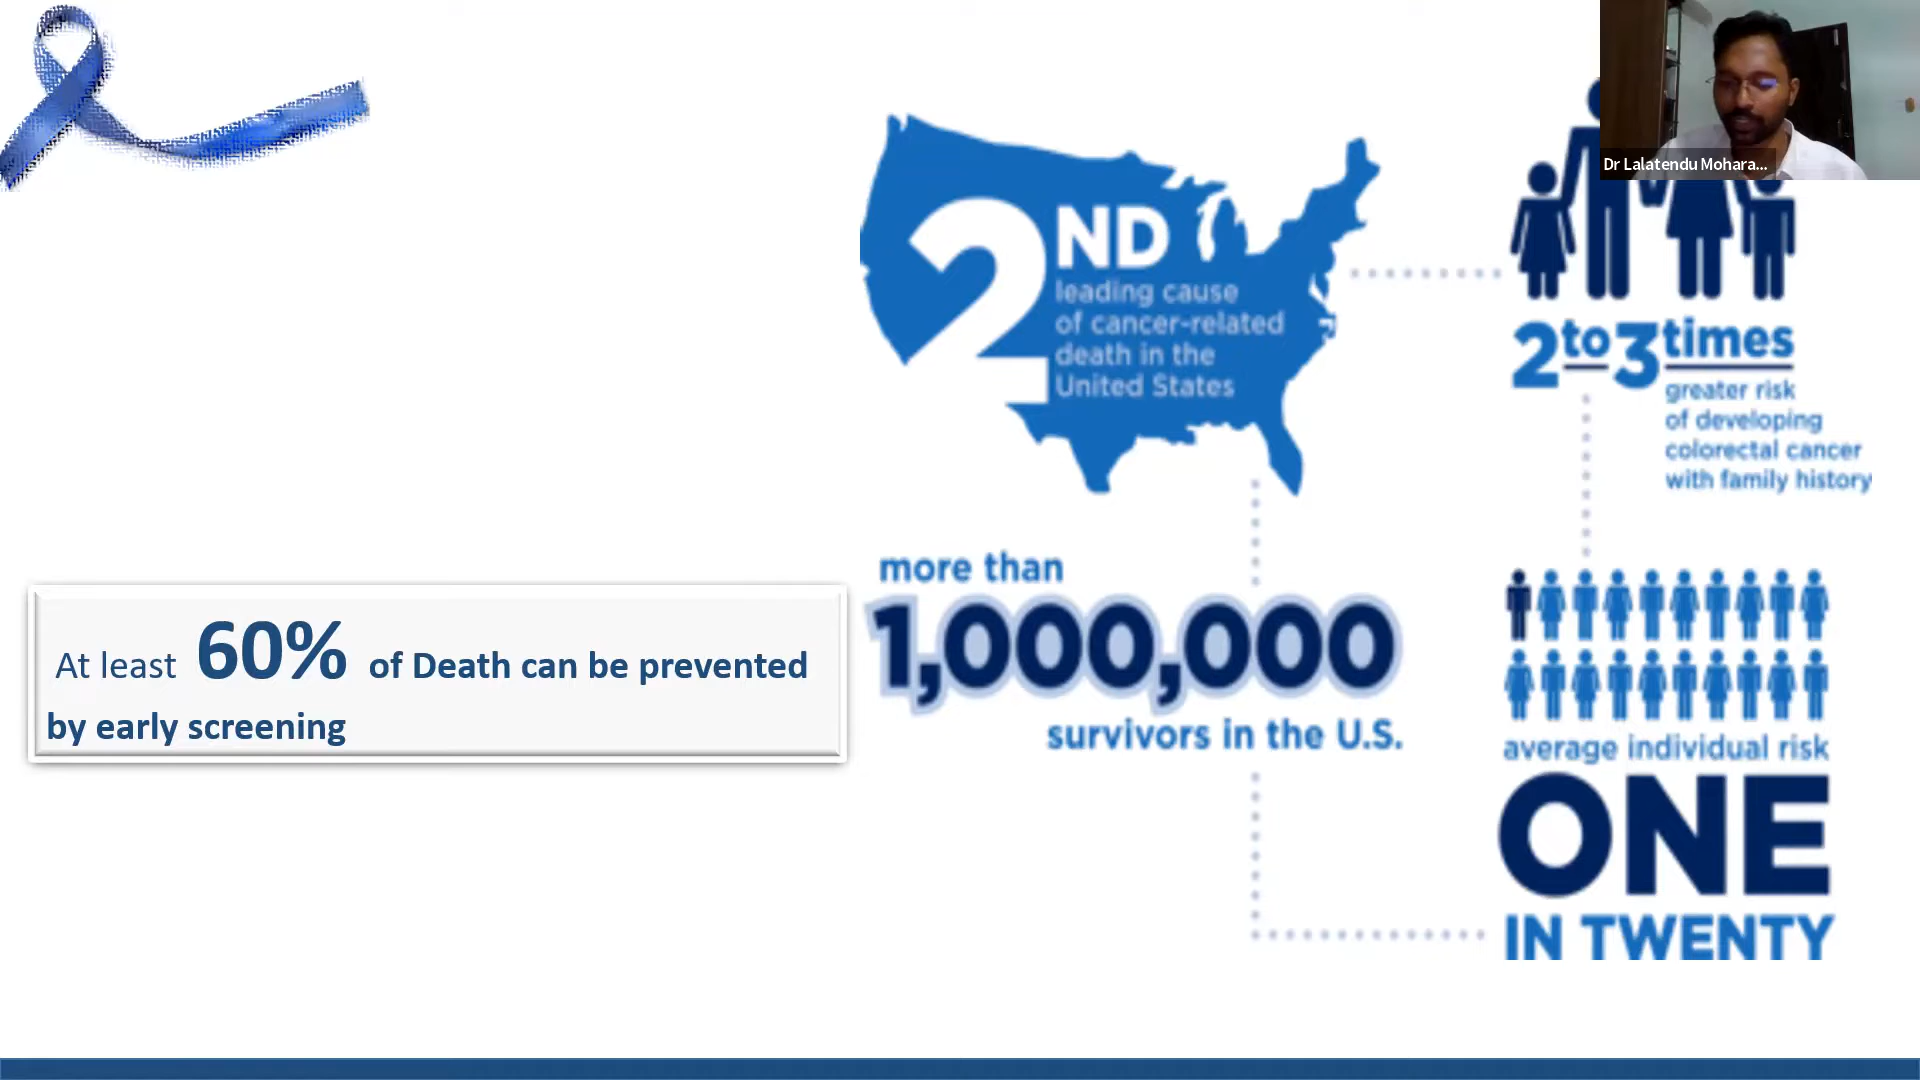 Dr Lalatendu Mohara...
2ND
leading cause
of cancer-related
death in the
United States
2 to 3 times
greater risk
of developing
colorectal cancer
with family history
At least 60% of Death can be prevented
by early screening
more than
1,000,000
survivors in the U.S.
average individual risk
ONE
IN TWENTY